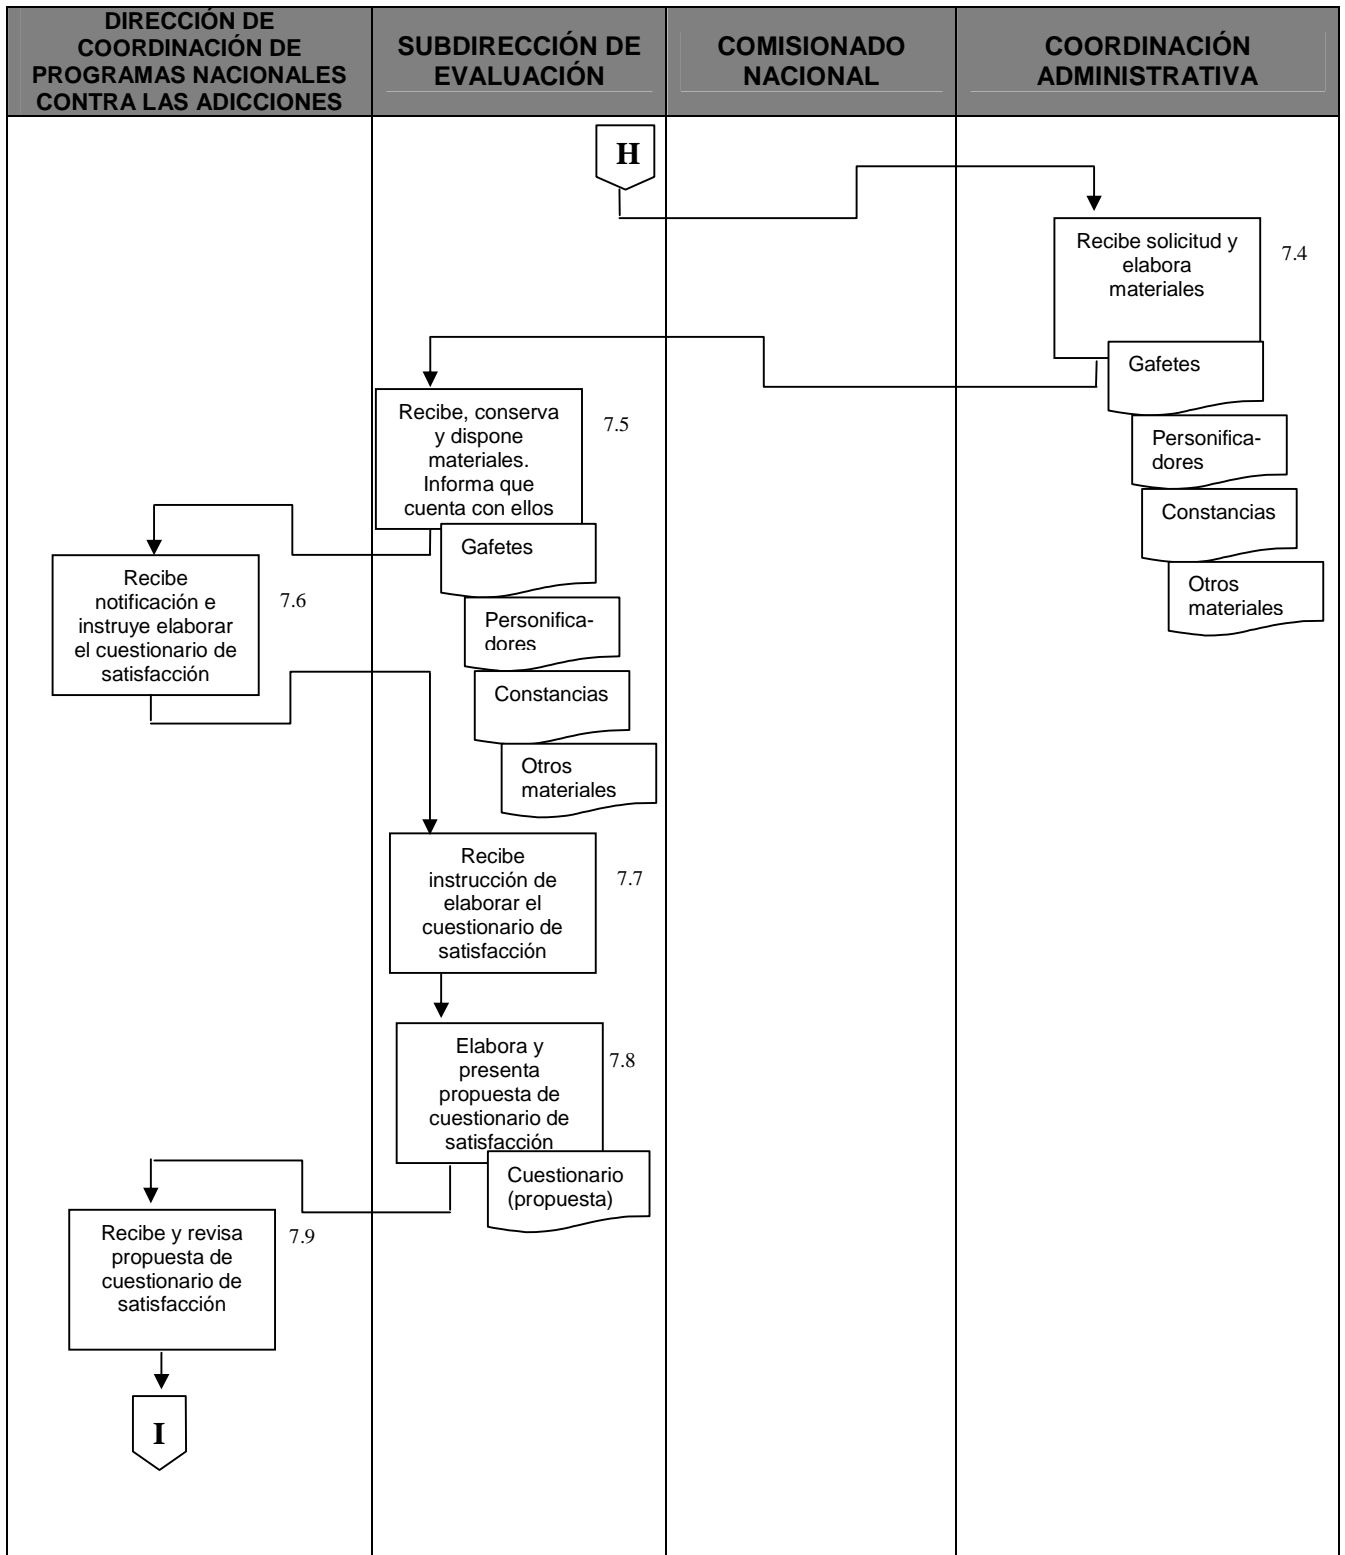 DIRECCIÓN DE
COORDINACIÓN DE
PROGRAMAS NACIONALES
CONTRA LAS ADICCIONES
SUBDIRECCIÓN DE
EVALUACIÓN
COMISIONADO
NACIONAL
COORDINACIÓN
ADMINISTRATIVA
H
Recibe solicitud y
elabora
materiales
7.4
Gafetes
Personifica-
dores
Constancias
Otros
materiales
Recibe, conserva
y dispone
materiales.
Informa que
cuenta con ellos
7.5
Gafetes
Personifica-
dores
Constancias
Otros
materiales
Recibe
notificación e
instruye elaborar
el cuestionario de
satisfacción
7.6
Recibe
instrucción de
elaborar el
cuestionario de
satisfacción
7.7
Elabora y
presenta
propuesta de
cuestionario de
satisfacción
7.8
Cuestionario
(propuesta)
Recibe y revisa
propuesta de
cuestionario de
satisfacción
7.9
I